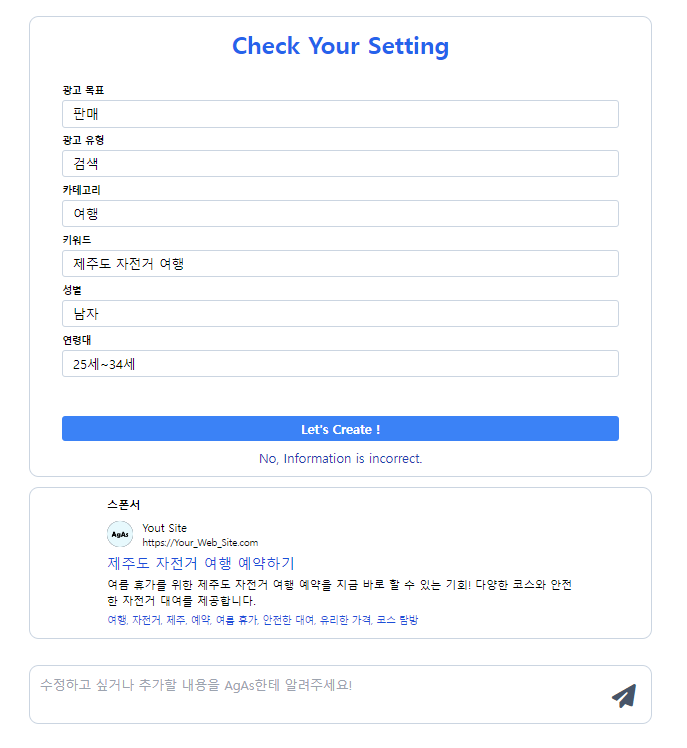 Check Your Setting
광고 목표
판매
광고 유형
검색
카테고리
여행
키워드
제주도 자전거 여행
성별
남자
연령대
25세~34세
Let's Create !
No, Information is incorrect.
스폰서
AgAs
Yout Site
https://Your_Web_Site.com
제주도 자전거 여행 예약하기
여름 휴가를 위한 제주도 자전거 여행 예약을 지금 바로 할 수 있는 기회! 다양한 코스와 안전
한 자전거 대여를 제공합니다.
여행, 자전거, 제주, 예약, 여름 휴가, 안전한 대여, 유리한 가격, 코스 탐방
수정하고 싶거나 추가할 내용을 AgAs한테 알려주세요!